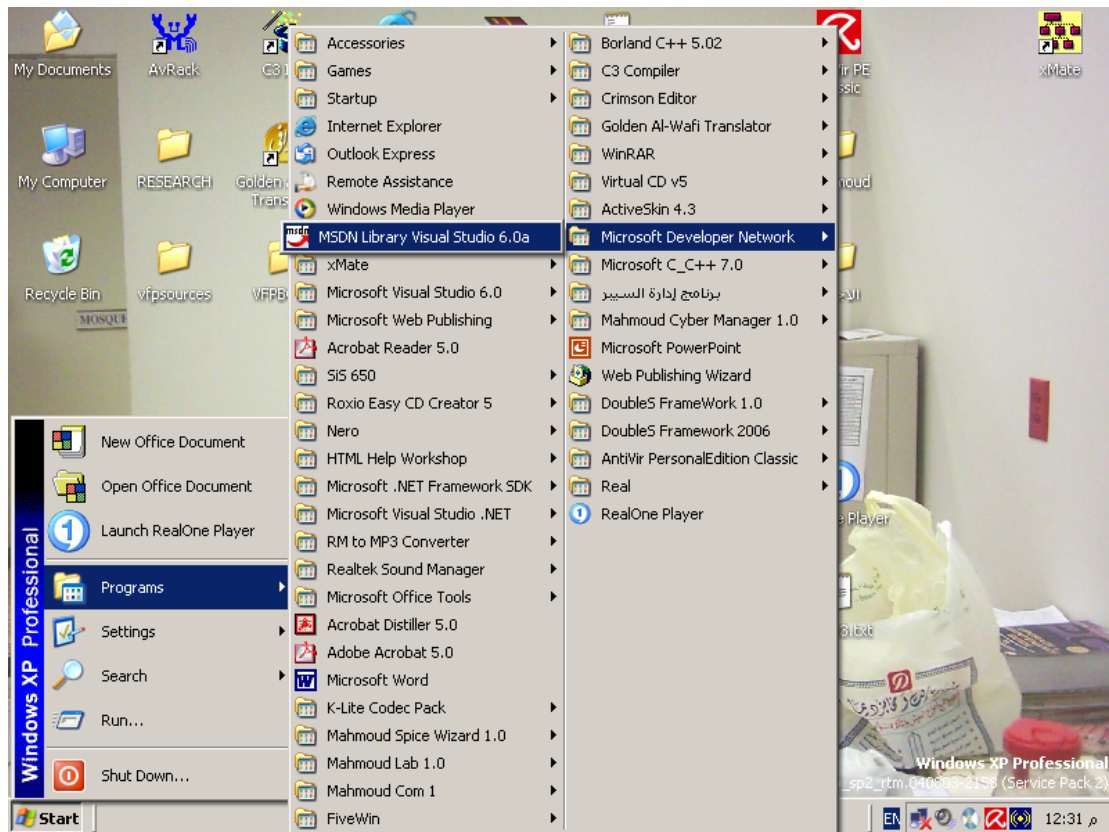 My Documents
AvRack
xMate
My Computer
RESEARCH
Recycle Bin
vfpsources
MOSQUE
Accessories
Games
Startup
Internet Explorer
Outlook Express
Remote Assistance
Windows Media Player
MSDN Library Visual Studio 6.0a
xMate
Microsoft Visual Studio 6.0
Microsoft Web Publishing
Acrobat Reader 5.0
SiS 650
Roxio Easy CD Creator 5
Nero
HTML Help Workshop
Microsoft .NET Framework SDK
Microsoft Visual Studio .NET
RM to MP3 Converter
Realtek Sound Manager
Microsoft Office Tools
Acrobat Distiller 5.0
Adobe Acrobat 5.0
Microsoft Word
K-Lite Codec Pack
Mahmoud Spice Wizard 1.0
Mahmoud Lab 1.0
Mahmoud Com 1
FiveWin
Borland C++ 5.02
C3 Compiler
Crimson Editor
Golden Al-Wafi Translator
WinRAR
Virtual CD v5
ActiveSkin 4.3
Microsoft Developer Network
Microsoft C_C++ 7.0
برنامج إدارة السيبر
Mahmoud Cyber Manager 1.0
Microsoft PowerPoint
Web Publishing Wizard
DoubleS FrameWork 1.0
DoubleS Framework 2006
AntiVir PersonalEdition Classic
Real
RealOne Player
New Office Document
Open Office Document
Launch RealOne Player
Programs
Settings
Search
Run...
Shut Down...
Windows XP Professional
Player
3.txt
Windows XP Professional
_sp2_rtm.040803-2158 (Service Pack 2)
Start
EN
12:31 م